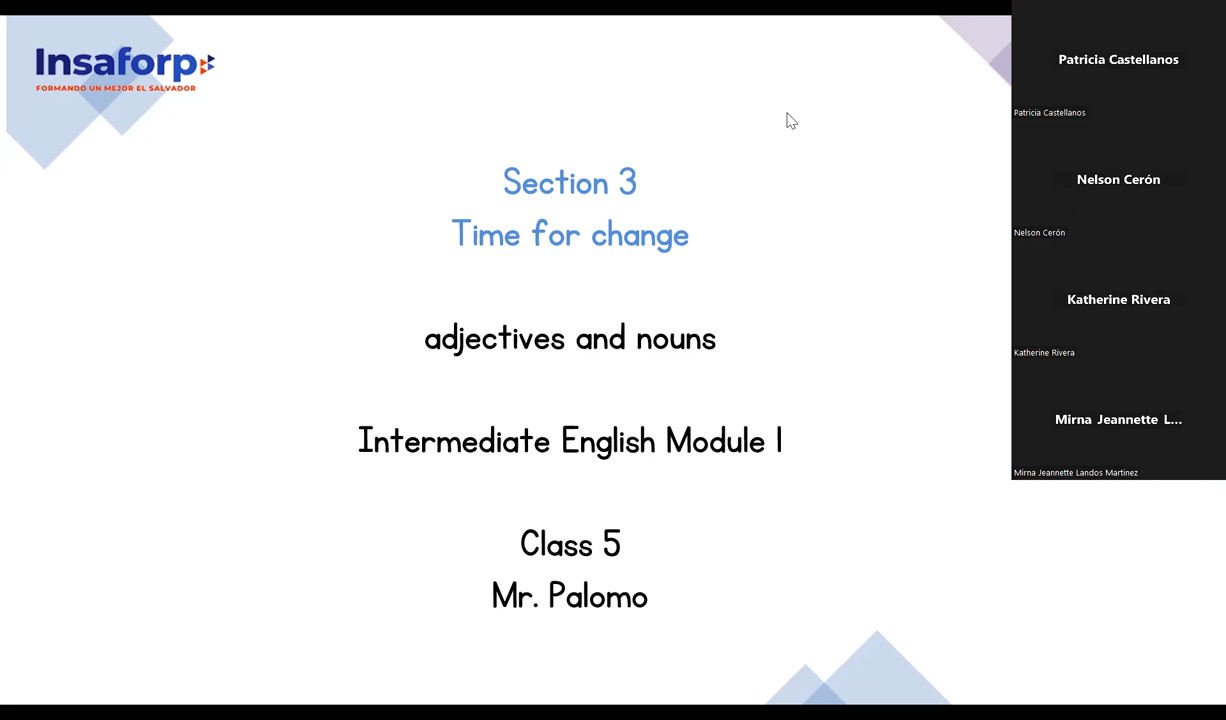 Insaforp
FORMANDO UN MEJOR EL SALVADOR
Section 3
Time for change
adjectives and nouns
Intermediate English Module 1
Class 5
Mr. Palomo
Patricia Castellanos
Patricia Castellanos
Nelson Cerón
Nelson Cerón
Katherine Rivera
Katherine Rivera
Mirna Jeannette L...
Mirna Jeannette Landos Martinez